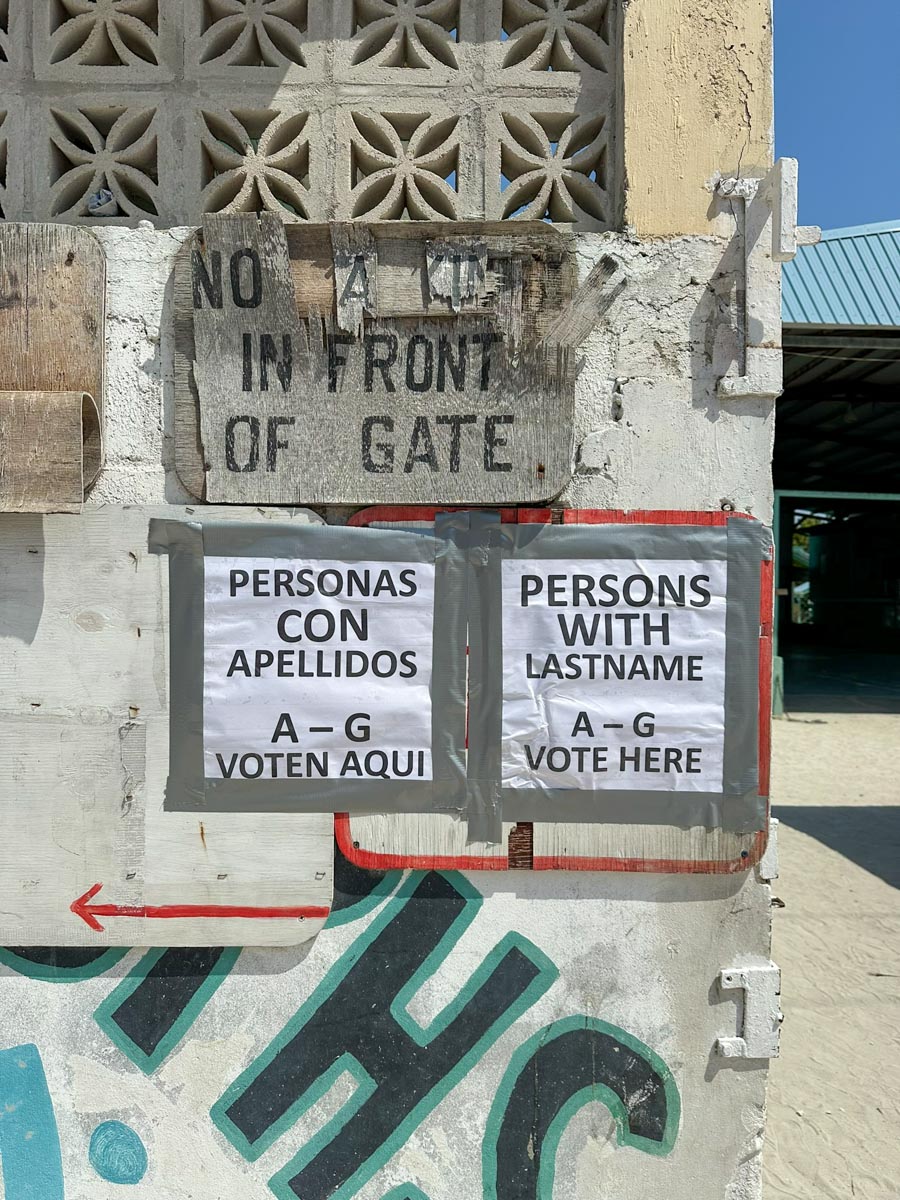 NO
IN FRONT
OF GATE
PERSONAS
CON
APELLIDOS
A – G
VOTEN AQUI
PERSONS
WITH
LASTNAME
A – G
VOTE HERE